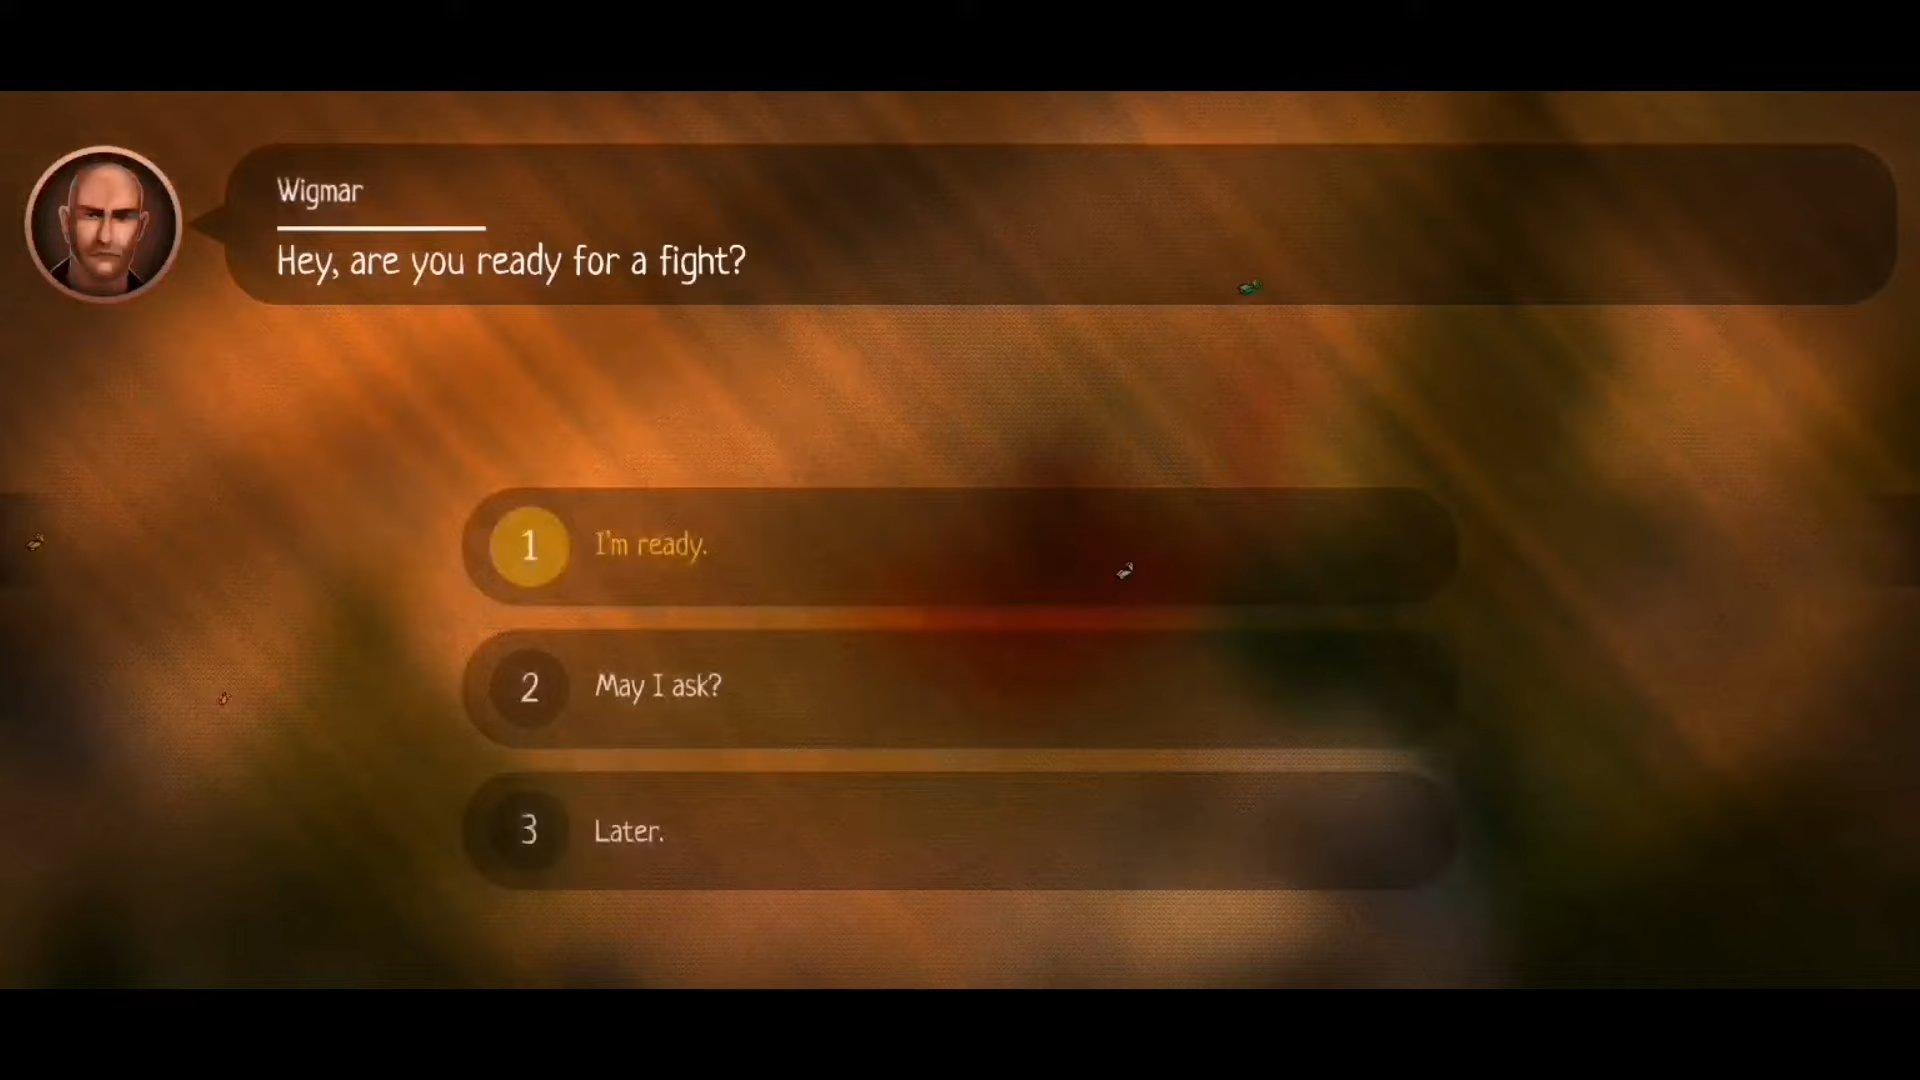 Wigmar
Hey, are you ready for a fight?
1 I'm ready.
2 May I ask?
3 Later.